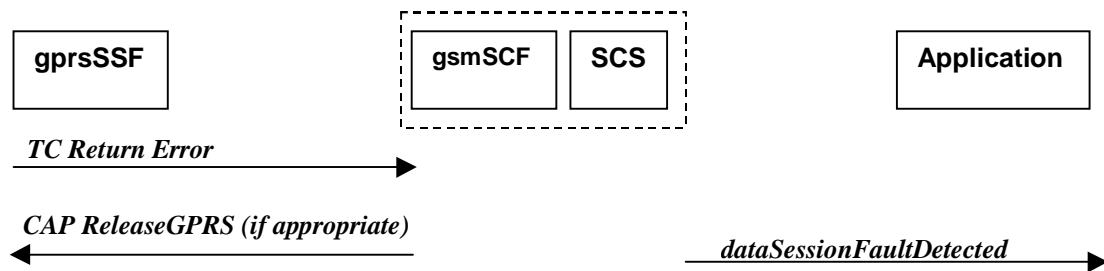 gprsSSF
gsmSCF
SCS
Application
TC Return Error
CAP ReleaseGPRS (if appropriate)
dataSessionFaultDetected